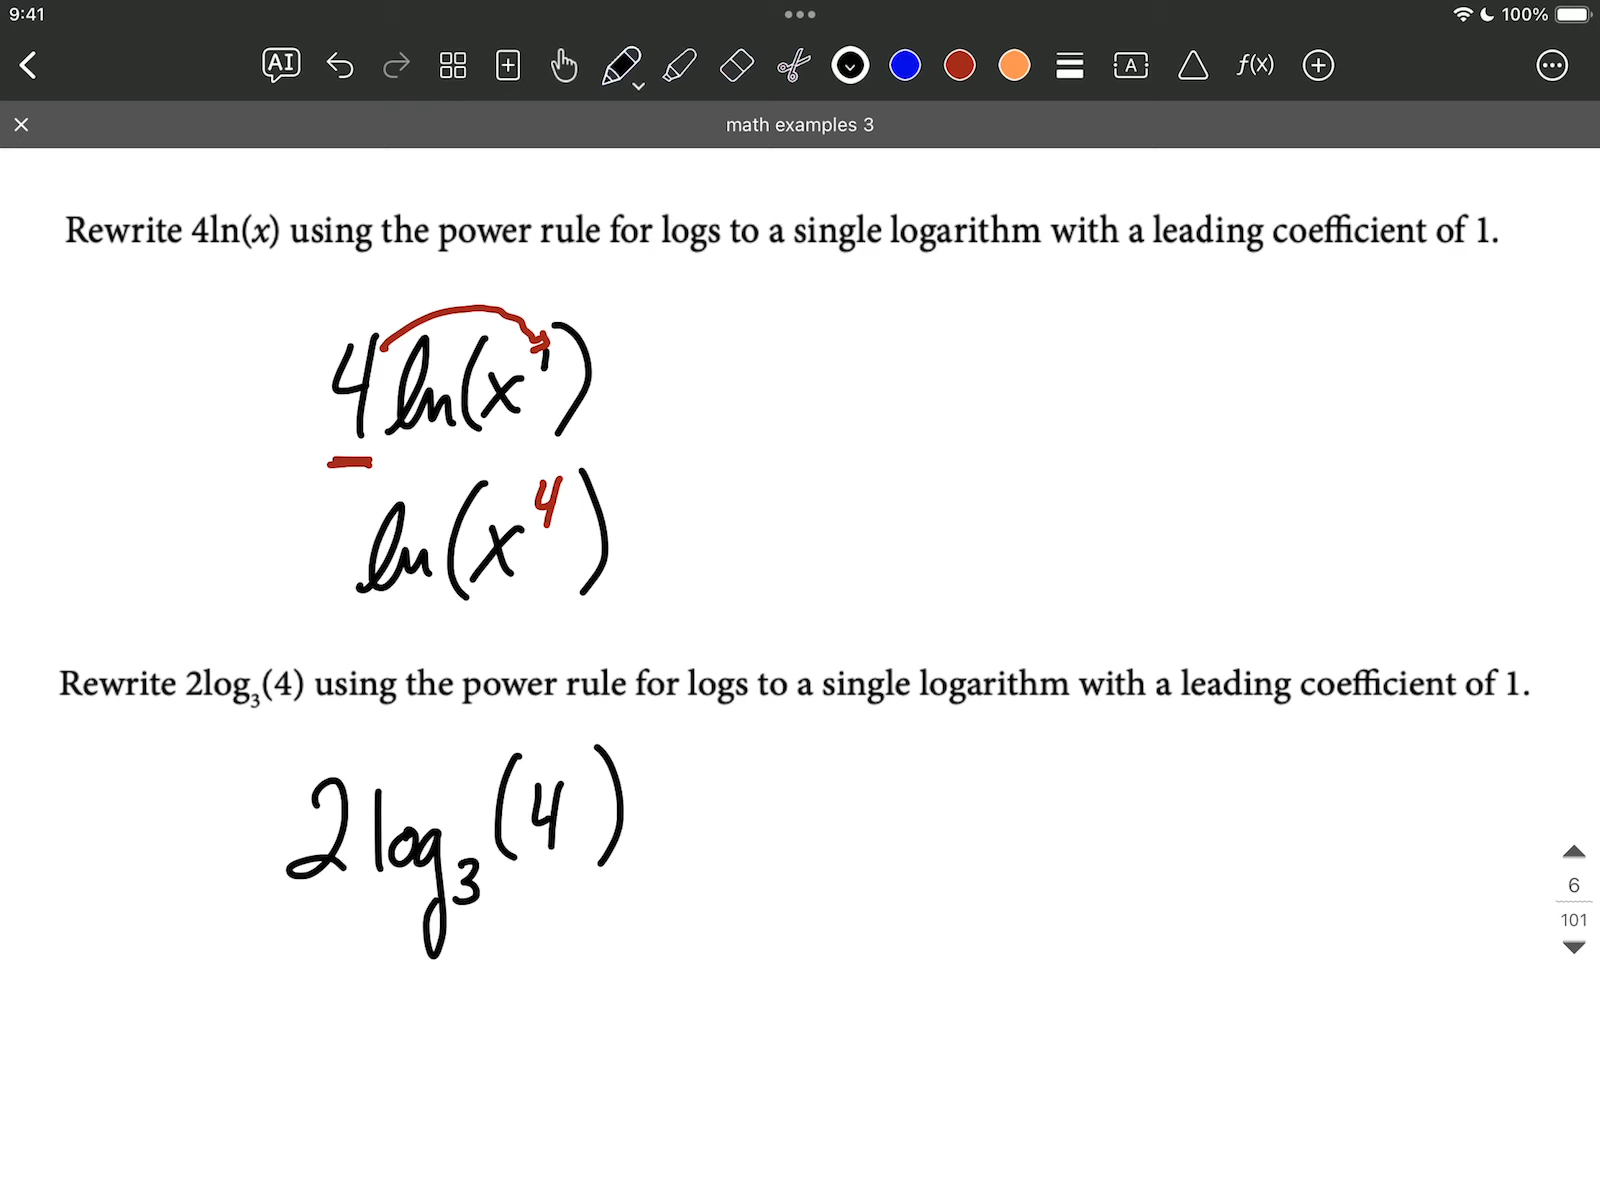 9:41
100%
AI
A
f(x)
math examples 3
Rewrite 4ln(x) using the power rule for logs to a single logarithm with a leading coefficient of 1.
4ln(x¹)
ln(x⁴)
Rewrite 2log₃(4) using the power rule for logs to a single logarithm with a leading coefficient of 1.
2log₃(4)
6
101